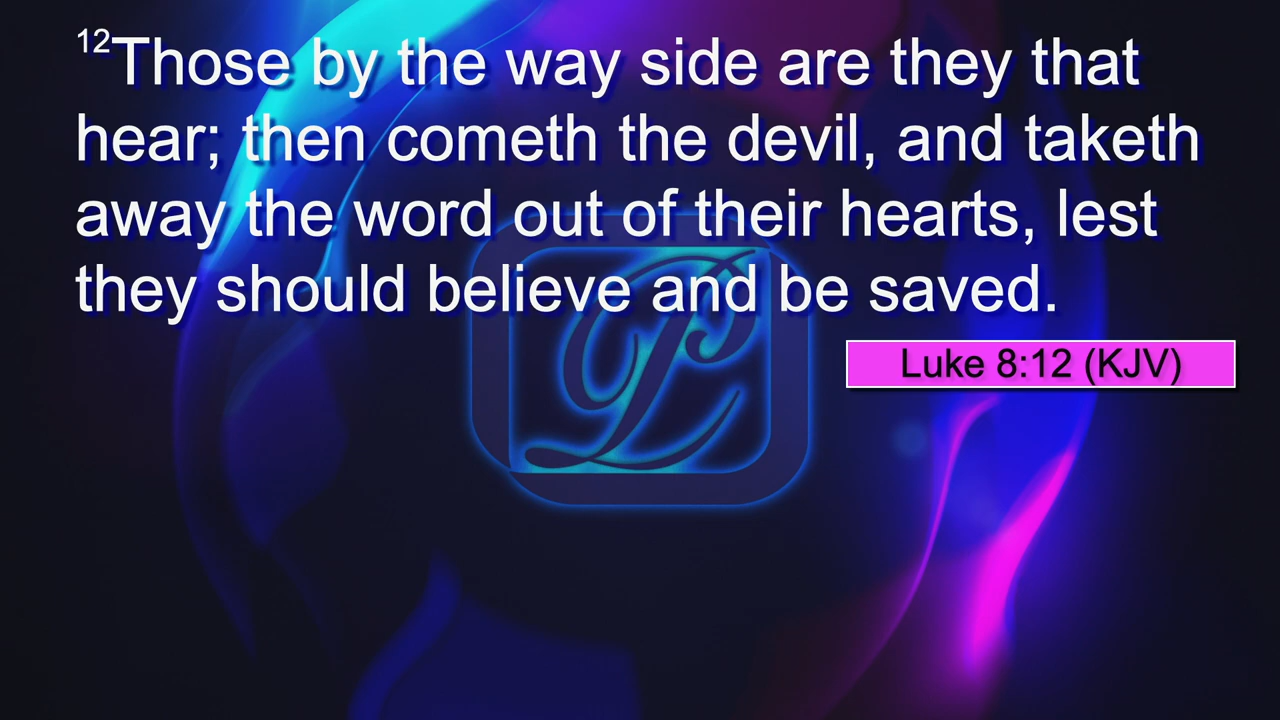 12Those by the way side are they that
hear; then cometh the devil, and taketh
away the word out of their hearts, lest
they should believe and be saved.
Luke 8:12 (KJV)